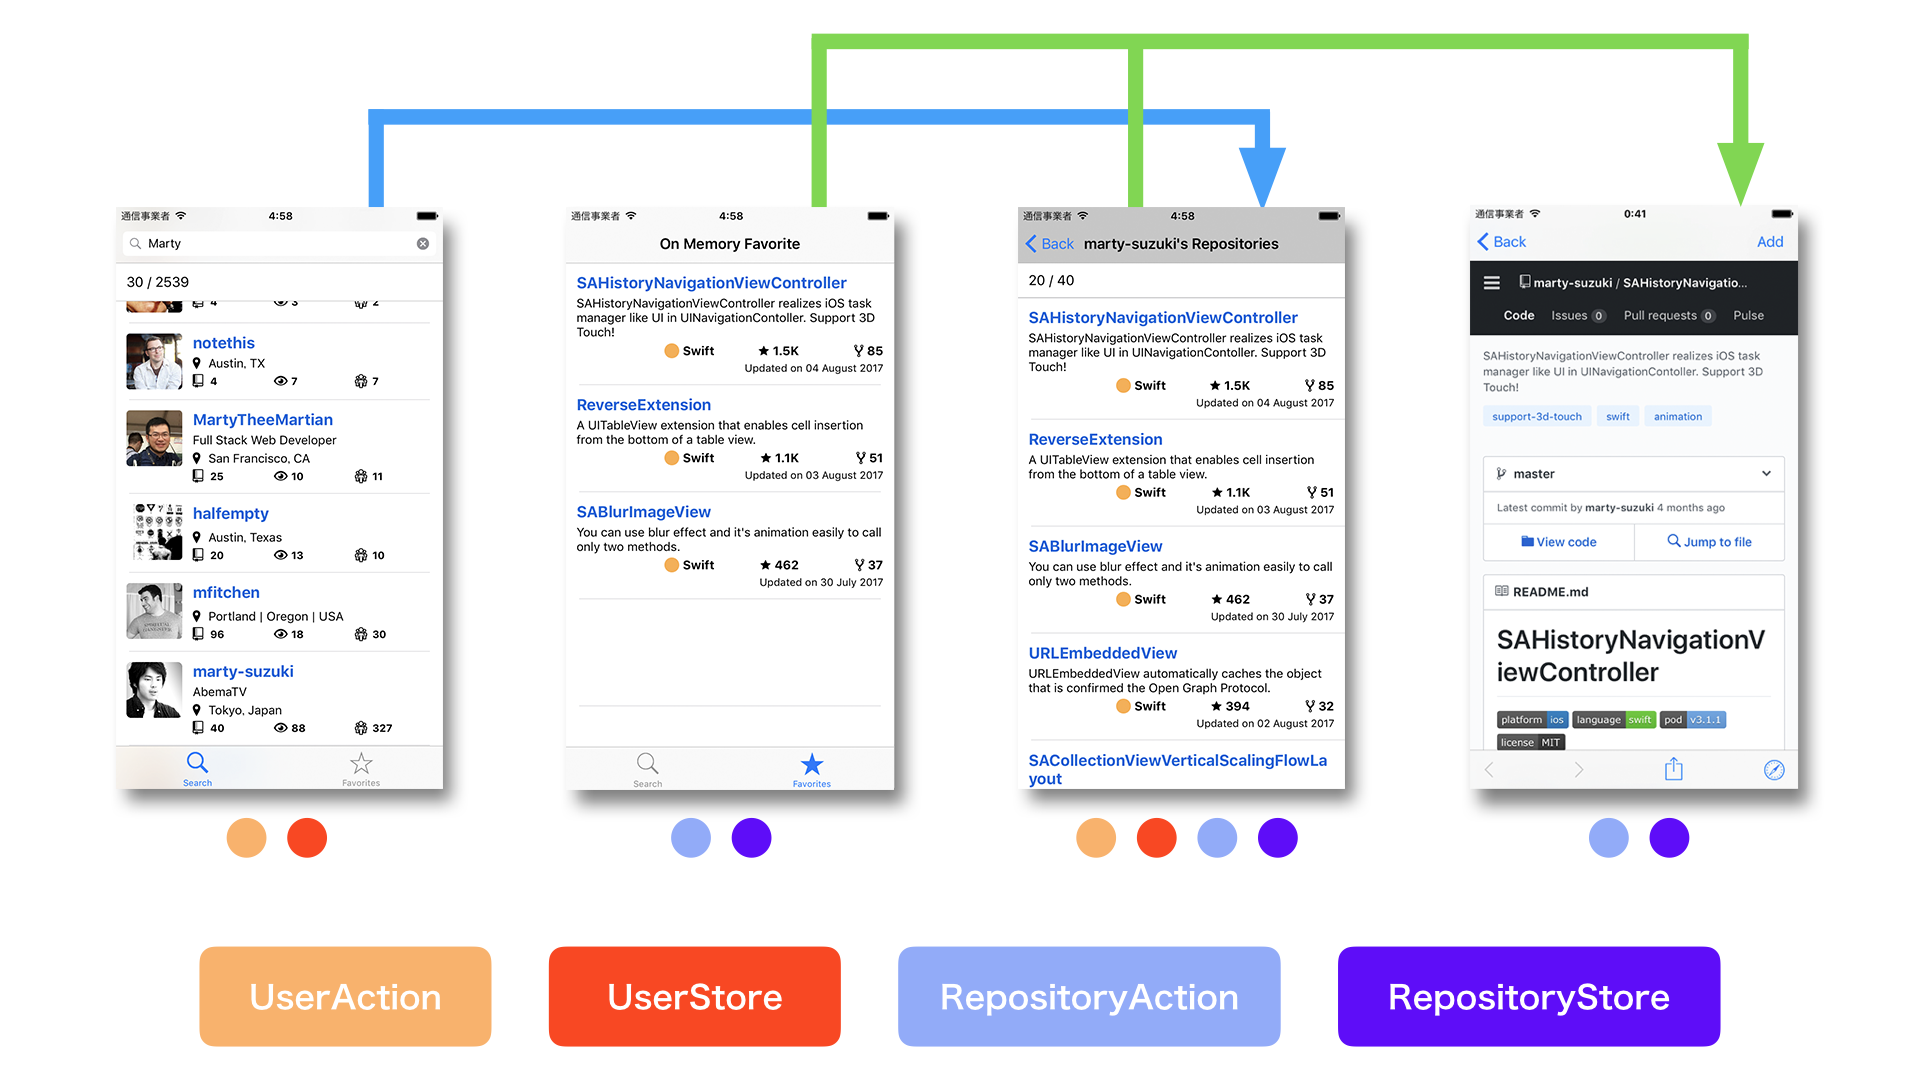 通信事業者
4:58
Marty
30 / 2539
4 3 2
notethis
Austin, TX
4 7 7
MartyTheeMartian
Full Stack Web Developer
San Francisco, CA
25 10 11
halfempty
Austin, Texas
20 13 10
mfitchen
Portland | Oregon | USA
96 18 30
marty-suzuki
AbemaTV
Tokyo, Japan
40 88 327
Search Favorites
通信事業者
4:58
On Memory Favorite
SAHistoryNavigationViewController
SAHistoryNavigationViewController realizes iOS task
manager like UI in UINavigationContoller. Support 3D
Touch!
Swift 1.5K 85
Updated on 04 August 2017
ReverseExtension
A UITableView extension that enables cell insertion
from the bottom of a table view.
Swift 1.1K 51
Updated on 03 August 2017
SABlurImageView
You can use blur effect and it's animation easily to call
only two methods.
Swift 462 37
Updated on 30 July 2017
Search Favorites
通信事業者
4:58
Back marty-suzuki's Repositories
20 / 40
SAHistoryNavigationViewController
SAHistoryNavigationViewController realizes iOS task
manager like UI in UINavigationContoller. Support 3D
Touch!
Swift 1.5K 85
Updated on 04 August 2017
ReverseExtension
A UITableView extension that enables cell insertion
from the bottom of a table view.
Swift 1.1K 51
Updated on 03 August 2017
SABlurImageView
You can use blur effect and it's animation easily to call
only two methods.
Swift 462 37
Updated on 30 July 2017
URLEmbeddedView
URLEmbeddedView automatically caches the object
that is confirmed the Open Graph Protocol.
Swift 394 32
Updated on 02 August 2017
SACollectionViewVerticalScalingFlowLa
yout
通信事業者
0:41
Back Add
marty-suzuki / SAHistoryNavigatio...
Code Issues 0 Pull requests 0 Pulse
SAHistoryNavigationViewController realizes iOS task
manager like UI in UINavigationContoller. Support 3D
Touch!
support-3d-touch swift animation
master
Latest commit by marty-suzuki 4 months ago
View code Jump to file
README.md
SAHistoryNavigationV
iewController
platform ios language swift pod v3.1.1
license MIT
UserAction
UserStore
RepositoryAction
RepositoryStore